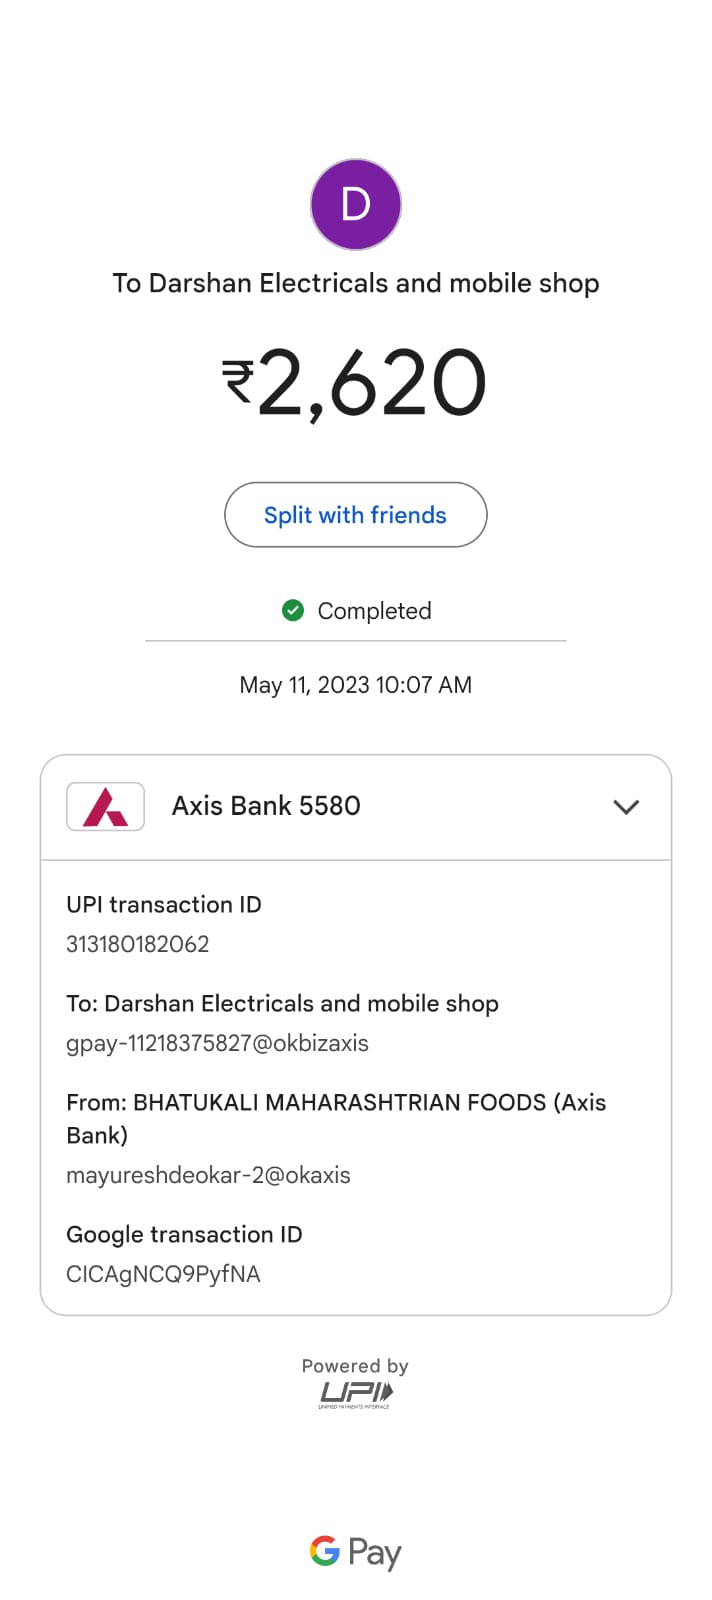 D
To Darshan Electricals and mobile shop
₹2,620
Split with friends
Completed
May 11, 2023 10:07 AM
Axis Bank 5580
UPI transaction ID
313180182062
To: Darshan Electricals and mobile shop
gpay-11218375827@okbizaxis
From: BHATUKALI MAHARASHTRIAN FOODS (Axis
Bank)
mayureshdeokar-2@okaxis
Google transaction ID
CICAgNCQ9PyfNA
Powered by
UPI
UNIFIED PAYMENTS INTERFACE
G Pay